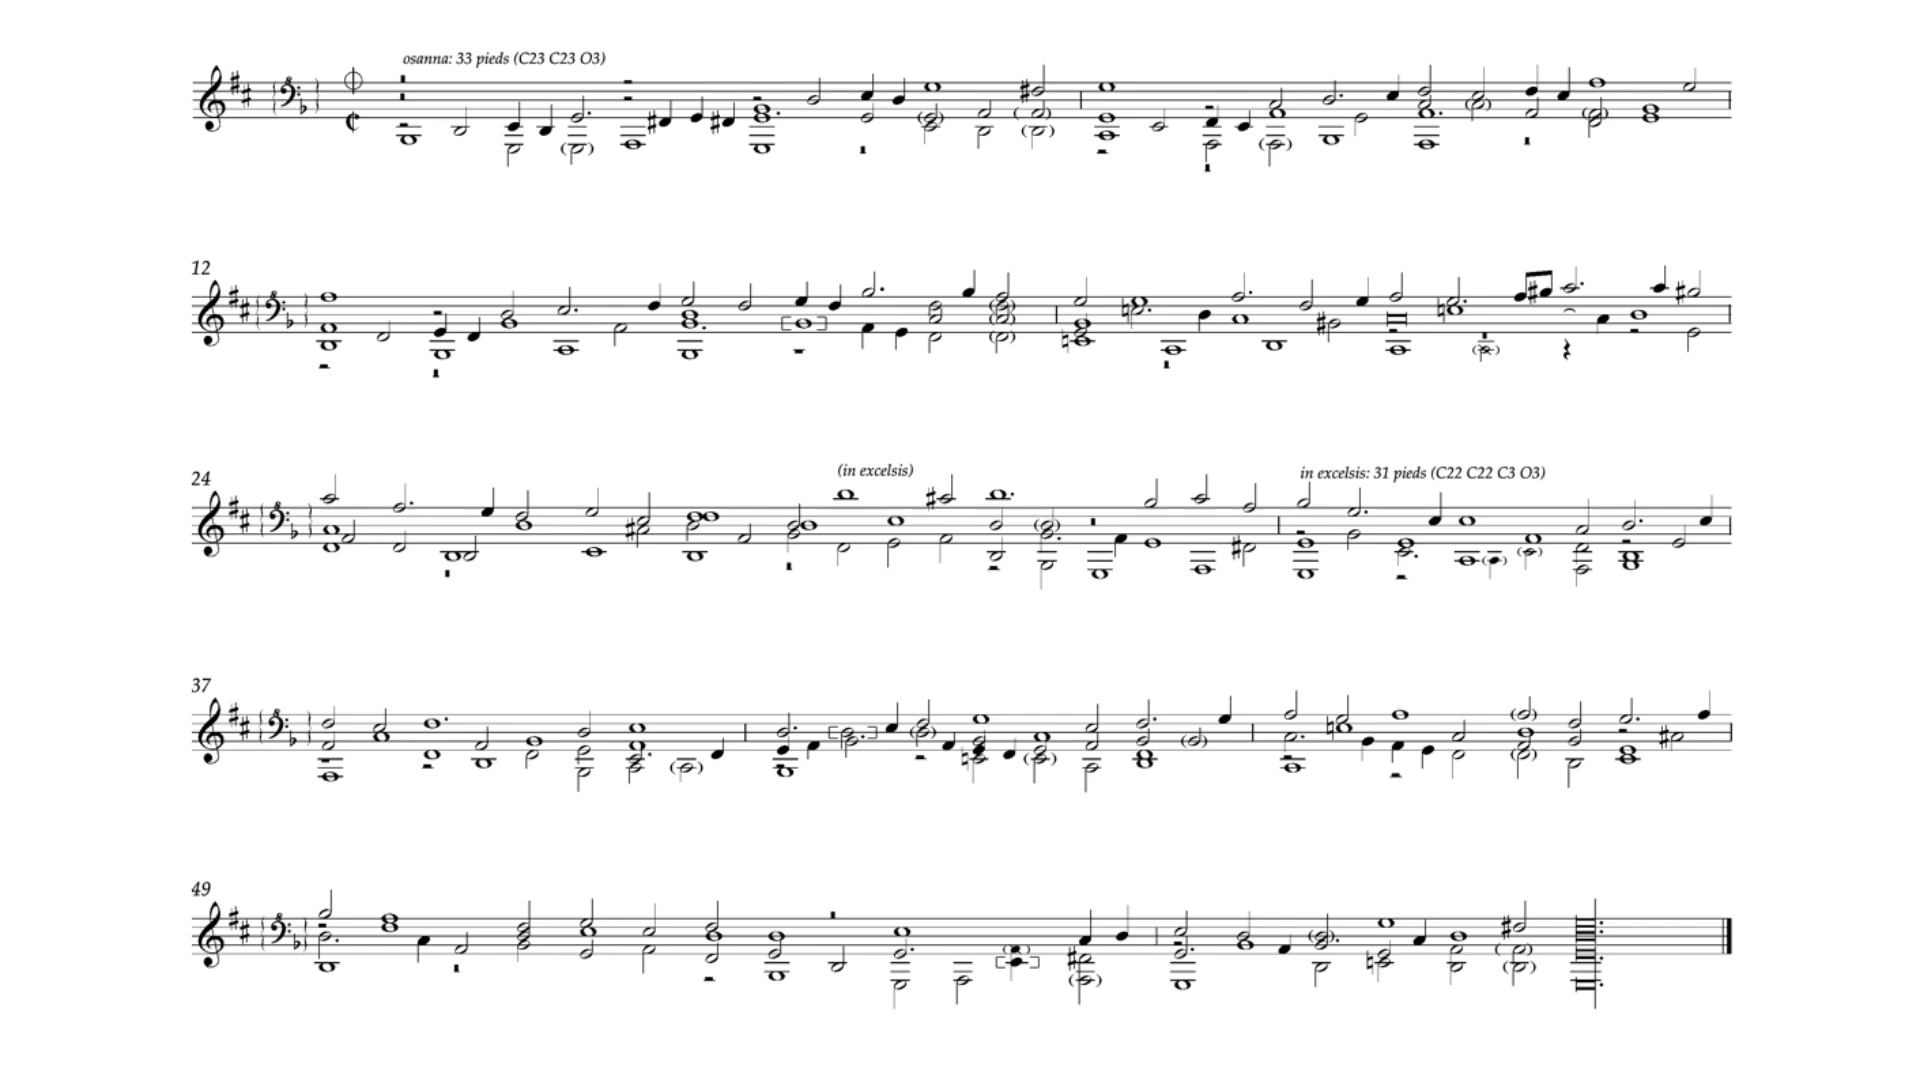 osanna: 33 pieds (C23 C23 O3)
12
24
(in excelsis)
in excelsis: 31 pieds (C22 C22 C3 O3)
37
49